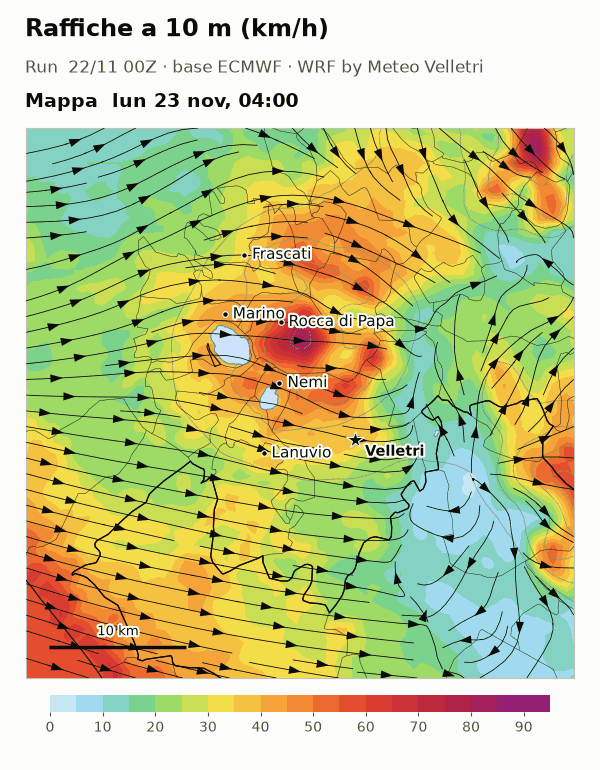 Raffiche a 10 m (km/h)
Run  22/11 00Z · base ECMWF · WRF by Meteo Velletri
Mappa  lun 23 nov, 04:00
Frascati
Marino
Rocca di Papa
Nemi
Lanuvio
Velletri
10 km
0 10 20 30 40 50 60 70 80 90